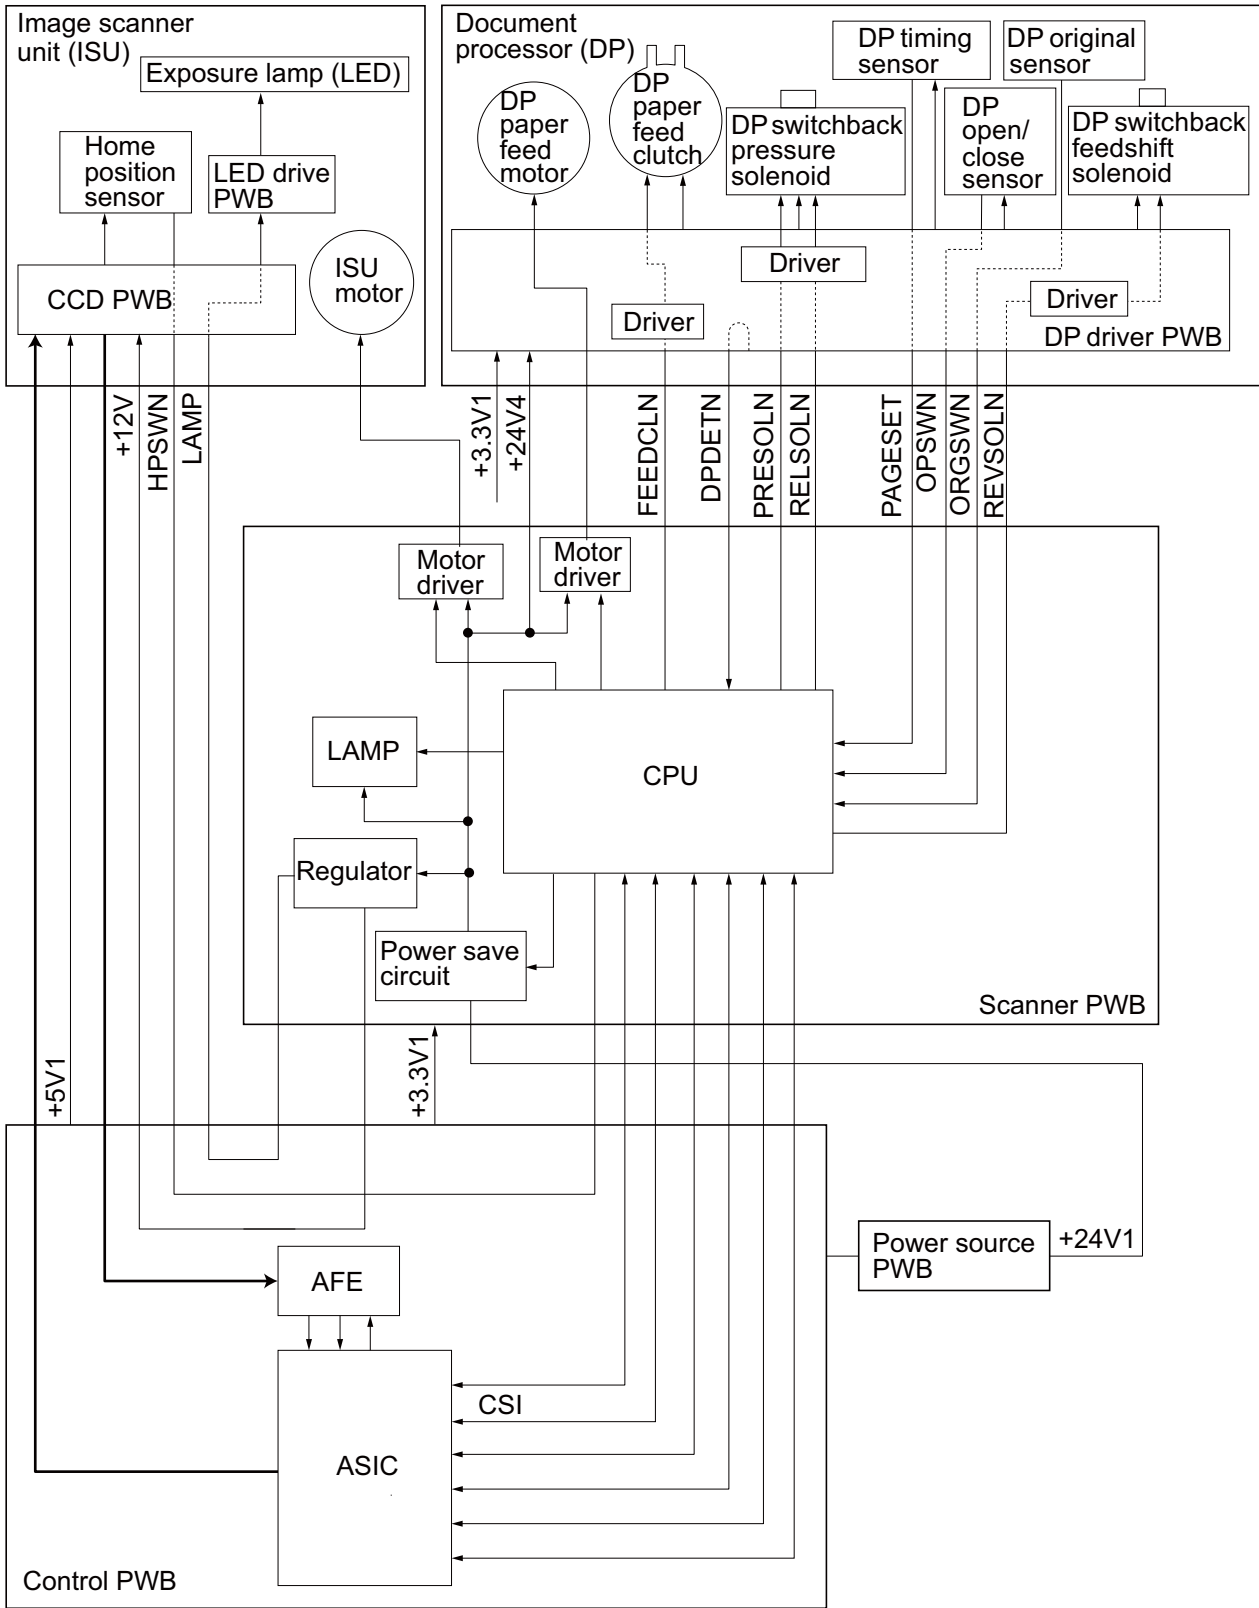 Image scanner
unit (ISU)
Exposure lamp (LED)
Home
position
sensor
LED drive
PWB
CCD PWB
ISU
motor
Document
processor (DP)
DP
paper
feed
motor
DP
paper
feed
clutch
DP switchback
pressure
solenoid
DP timing
sensor
DP original
sensor
DP
open/
close
sensor
DP switchback
feedshift
solenoid
Driver
Driver
Driver
DP driver PWB
+12V
HPSWN
LAMP
+3.3V1
+24V4
FEEDCLN
DPDETN
PRESOLN
RELSOLN
PAGESET
OPSWN
ORGSWN
REVSOLN
Motor
driver
Motor
driver
LAMP
CPU
Regulator
Power save
circuit
Scanner PWB
+5V1
+3.3V1
Power source
PWB
+24V1
AFE
CSI
ASIC
Control PWB